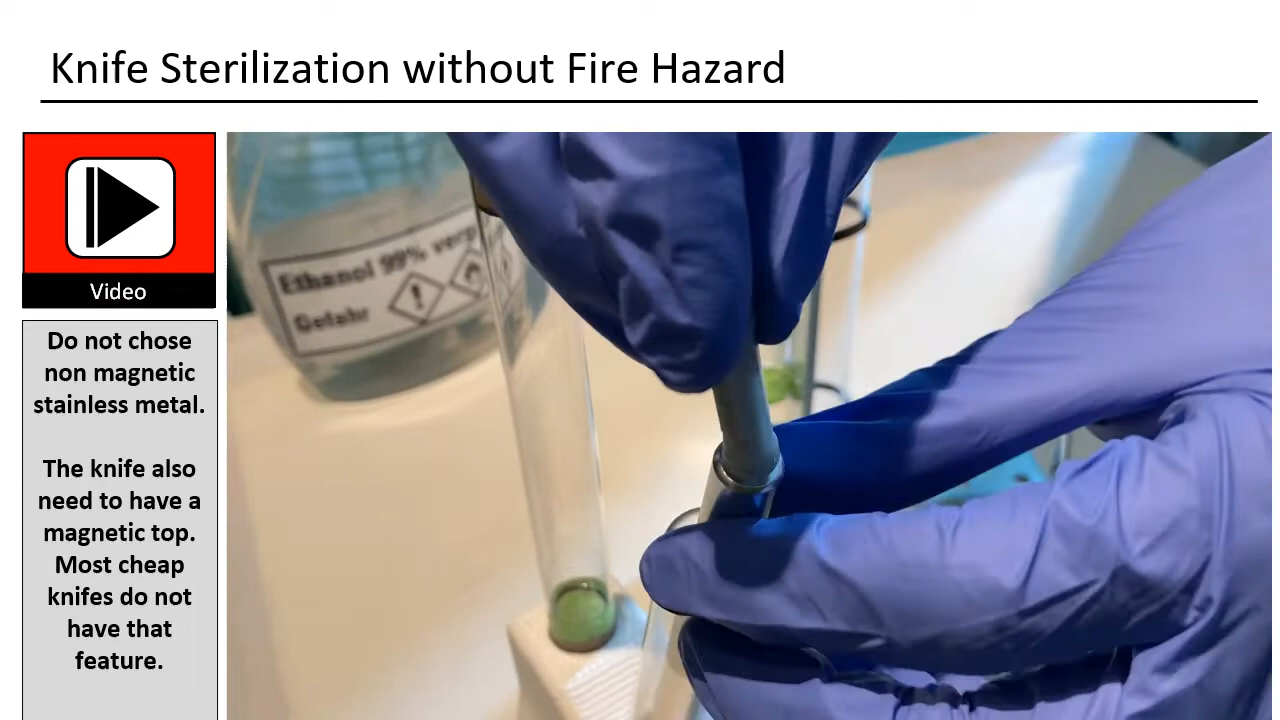 Knife Sterilization without Fire Hazard
Video
Do not chose
non magnetic
stainless metal.
The knife also
need to have a
magnetic top.
Most cheap
knifes do not
have that
feature.
Ethanol 99% verg
Gefahr